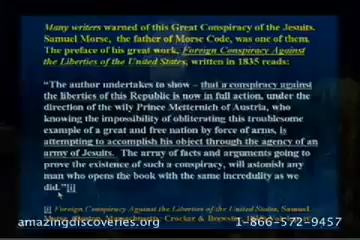 Many writers warned of this Great Conspiracy of the Jesuits.
Samuel Morse,  the father of Morse Code, was one of them.
The preface of his great work, Foreign Conspiracy Against
the Liberties of the United States, written in 1835 reads:
“The author undertakes to show – that a conspiracy against
the liberties of this Republic is now in full action, under the
direction of the wily Prince Metternich of Austria, who
knowing the impossibility of obliterating this troublesome
example of a great and free nation by force of arms, is
attempting to accomplish his object through the agency of an
army of Jesuits.  The array of facts and arguments going to
prove the existence of such a conspiracy, will astonish any
man who opens the book with the same incredulity as we
did.”[i]
[i] Foreign Conspiracy Against the Liberties of the United States, Samuel
Crocker & Brewster
amazingdiscoveries.org
1-866-572-9457